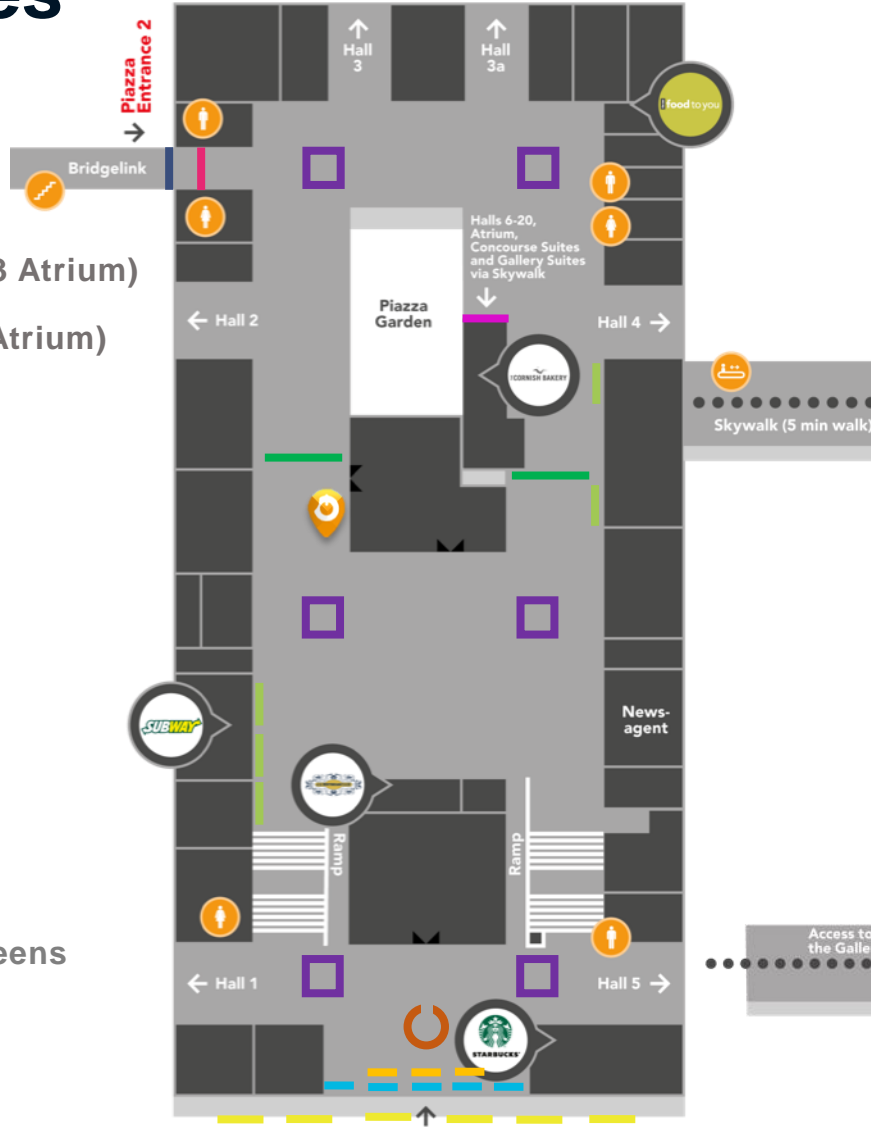 es
Piazza
Entrance 2
Hall
3
Hall
3a
food to you
Bridgelink
Halls 6-20,
Atrium,
Concourse Suites
and Gallery Suites
via Skywalk
3 Atrium)
Atrium)
Hall 2
Piazza
Garden
Hall 4
CORNISH BAKERY
Skywalk (5 min walk)
SUBWAY
News-
agent
Ramp
Ramp
eens
Access to
the Galle
Hall 1
Hall 5
STARBUCKS